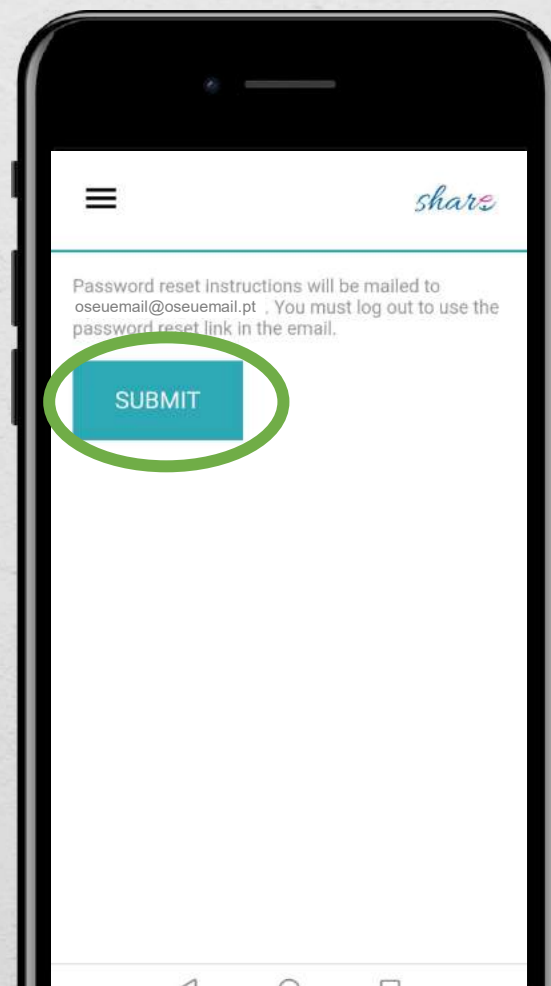 share
Password reset instructions will be mailed to
oseuemail@oseuemail.pt . You must log out to use the
password reset link in the email.
SUBMIT